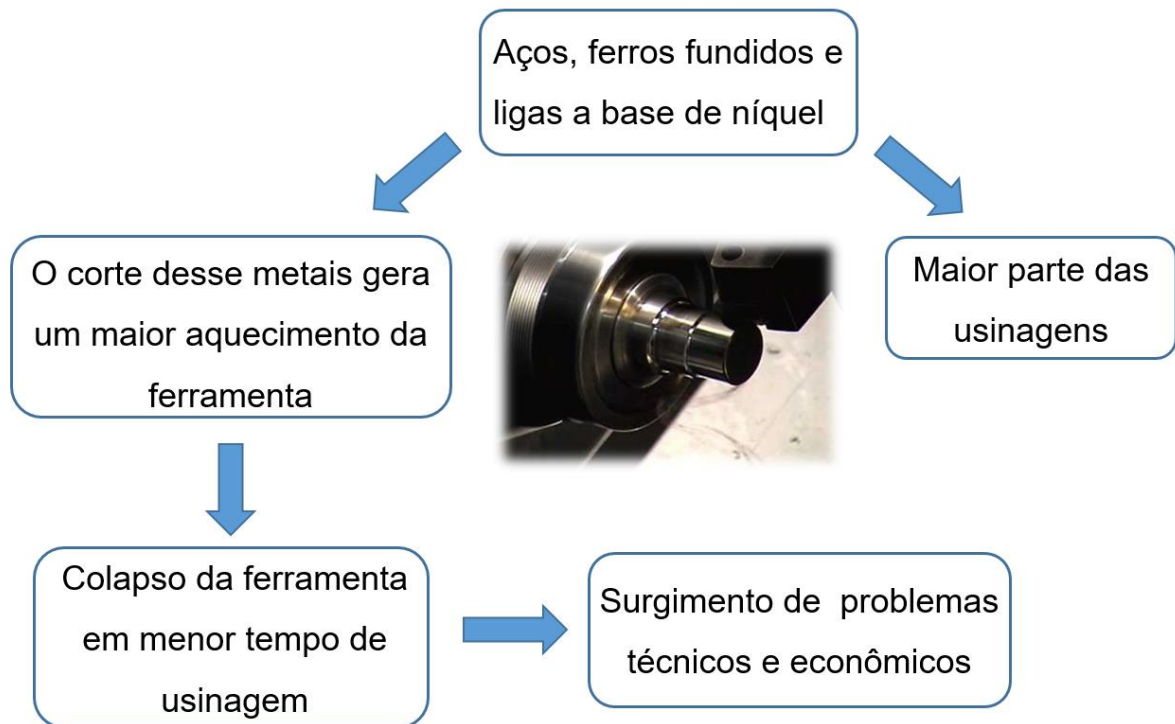 Aços, ferros fundidos e
ligas a base de níquel
O corte desse metais gera
um maior aquecimento da
ferramenta
Maior parte das
usinagens
Colapso da ferramenta
em menor tempo de
usinagem
Surgimento de  problemas
técnicos e econômicos